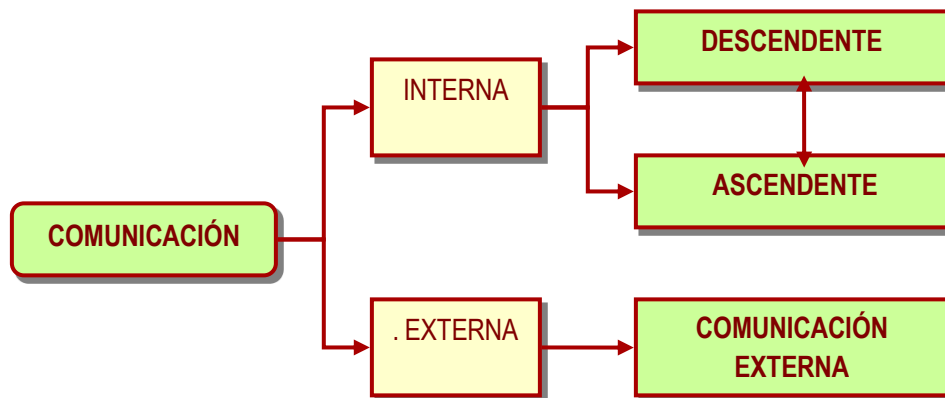 DESCENDENTE
INTERNA
ASCENDENTE
COMUNICACIÓN
. EXTERNA
COMUNICACIÓN
EXTERNA